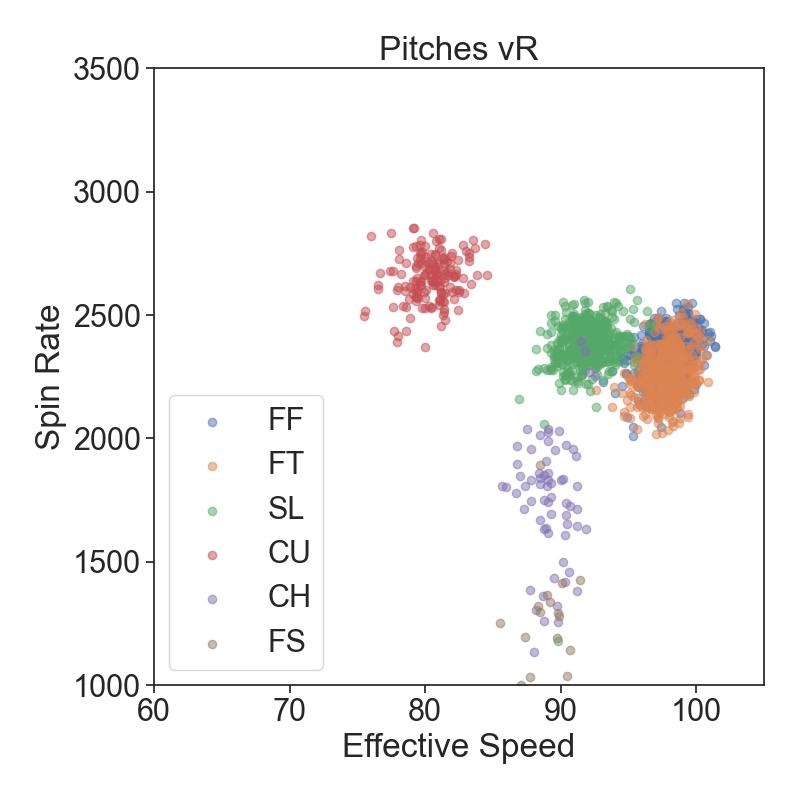 Pitches vR
3500
3000
2500
2000
1500
1000
Spin Rate
FF
FT
SL
CU
CH
FS
60 70 80 90 100
Effective Speed